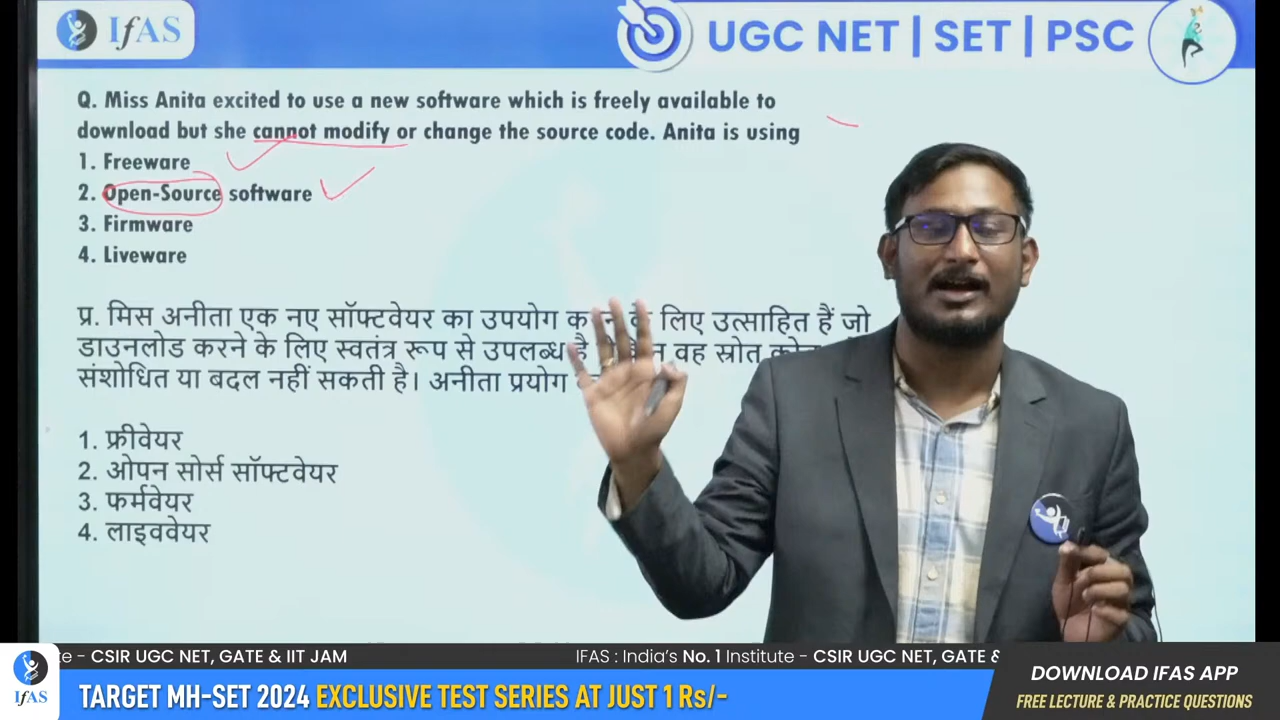 IfAS
UGC NET | SET | PSC
Q. Miss Anita excited to use a new software which is freely available to
download but she cannot modify or change the source code. Anita is using
1. Freeware
2. Open-Source software
3. Firmware
4. Liveware
प्र. मिस अनीता एक नए सॉफ्टवेयर का उपयोग के लिए उत्साहित हैं जो
डाउनलोड करने के लिए स्वतंत्र रूप से उपलब्ध है वह स्रोत
संशोधित या बदल नहीं सकती है। अनीता प्रयोग
1. फ्रीवेयर
2. ओपन सोर्स सॉफ्टवेयर
3. फर्मवेयर
4. लाइववेयर
- CSIR UGC NET, GATE & IIT JAM IFAS : India's No. 1 Institute - CSIR UGC NET, GATE &
IfAS
TARGET MH-SET 2024 EXCLUSIVE TEST SERIES AT JUST 1 Rs/-
DOWNLOAD IFAS APP
FREE LECTURE & PRACTICE QUESTIONS